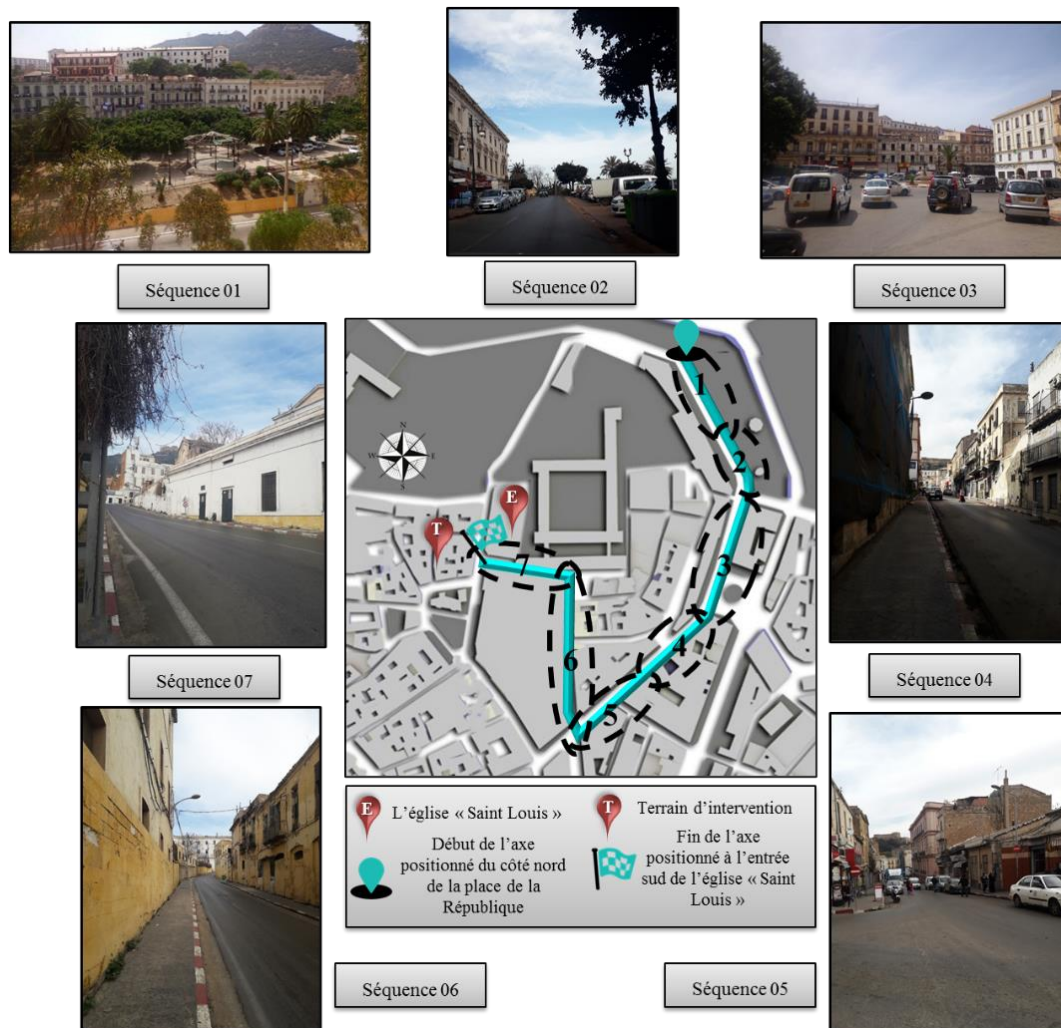 Séquence 01
Séquence 02
Séquence 03
N
W
E
S
1
2
3
4
5
6
7
E
T
Séquence 07
Séquence 04
E
L’église « Saint Louis »
Début de l’axe
positionné du côté nord
de la place de la
République
T
Terrain d’intervention
Fin de l’axe
positionné à l’entrée
sud de l’église « Saint
Louis »
Séquence 06
Séquence 05